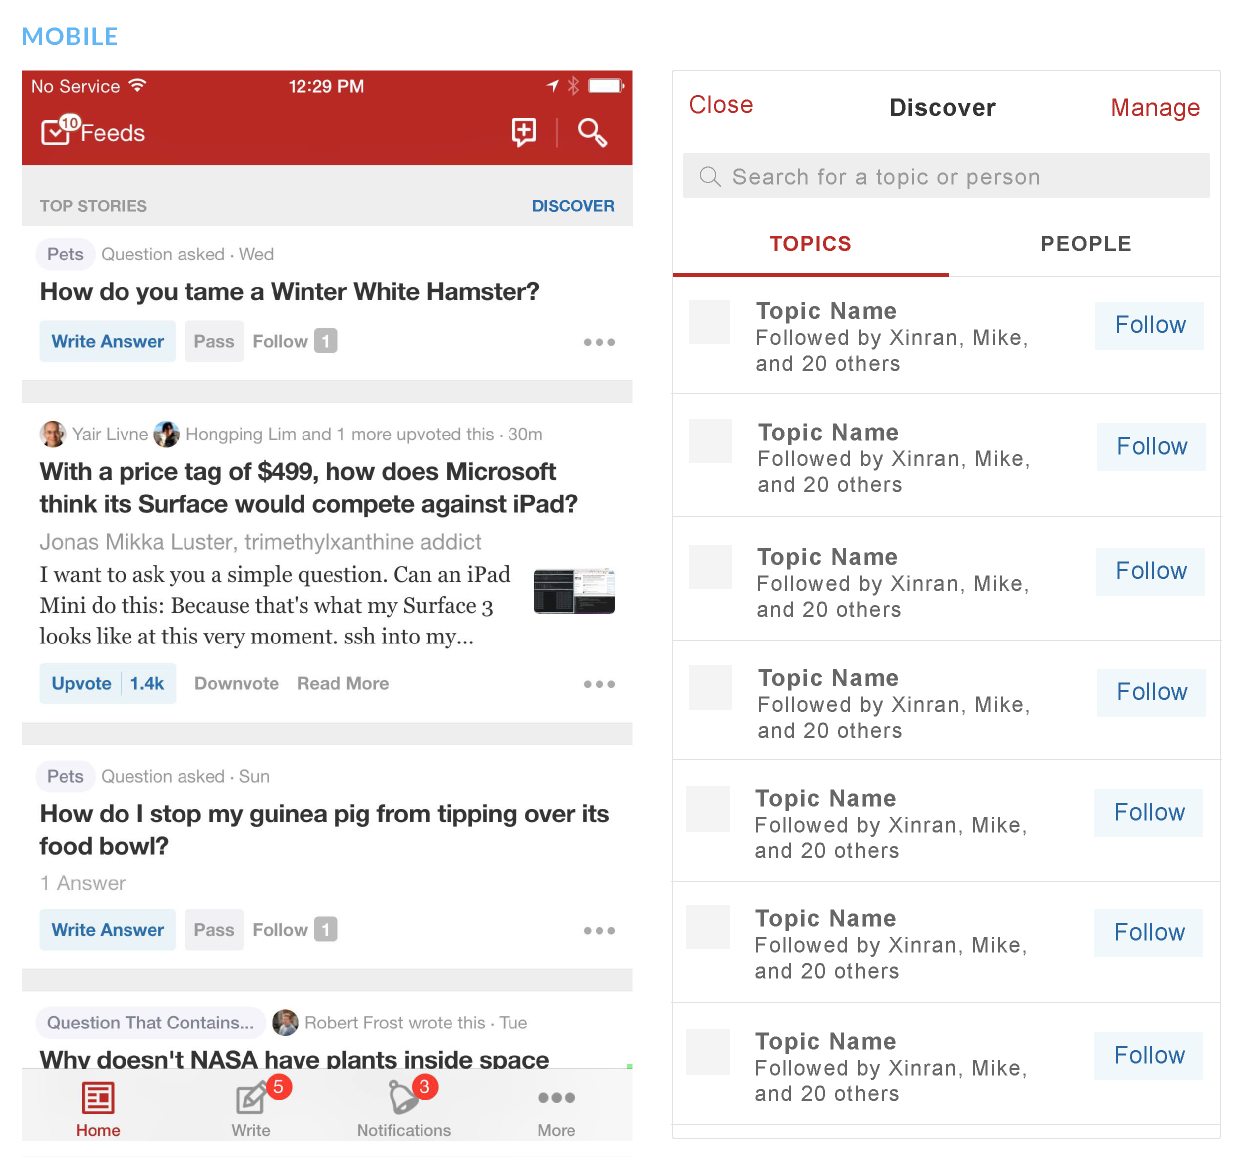 MOBILE
No Service
12:29 PM
10
Feeds
TOP STORIES
DISCOVER
Pets
Question asked · Wed
How do you tame a Winter White Hamster?
Write Answer
Pass
Follow 1
Yair Livne
Hongping Lim and 1 more upvoted this · 30m
With a price tag of $499, how does Microsoft
think its Surface would compete against iPad?
Jonas Mikka Luster, trimethylxanthine addict
I want to ask you a simple question. Can an iPad
Mini do this: Because that's what my Surface 3
looks like at this very moment. ssh into my...
Upvote 1.4k
Downvote
Read More
Pets
Question asked · Sun
How do I stop my guinea pig from tipping over its
food bowl?
1 Answer
Write Answer
Pass
Follow 1
Question That Contains...
Robert Frost wrote this · Tue
Why doesn't NASA have plants inside space
5
3
Home
Write
Notifications
More
Close
Discover
Manage
Search for a topic or person
TOPICS
PEOPLE
Topic Name
Followed by Xinran, Mike,
and 20 others
Follow
Topic Name
Followed by Xinran, Mike,
and 20 others
Follow
Topic Name
Followed by Xinran, Mike,
and 20 others
Follow
Topic Name
Followed by Xinran, Mike,
and 20 others
Follow
Topic Name
Followed by Xinran, Mike,
and 20 others
Follow
Topic Name
Followed by Xinran, Mike,
and 20 others
Follow
Topic Name
Followed by Xinran, Mike,
and 20 others
Follow